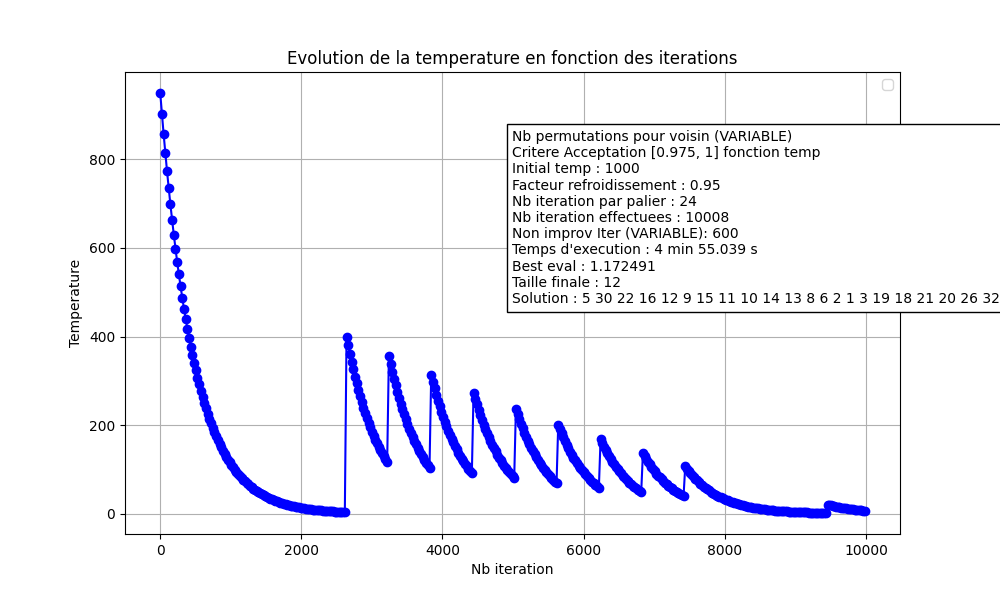 Evolution de la temperature en fonction des iterations
Nb permutations pour voisin (VARIABLE)
Critere Acceptation [0.975, 1] fonction temp
Initial temp : 1000
Facteur refroidissement : 0.95
Nb iteration par palier : 24
Nb iteration effectuees : 10008
Non improv Iter (VARIABLE): 600
Temps d'execution : 4 min 55.039 s
Best eval : 1.172491
Taille finale : 12
Solution : 5 30 22 16 12 9 15 11 10 14 13 8 6 2 1 3 19 18 21 20 26 32
Temperature
800
600
400
200
0
0 2000 4000 6000 8000 10000
Nb iteration